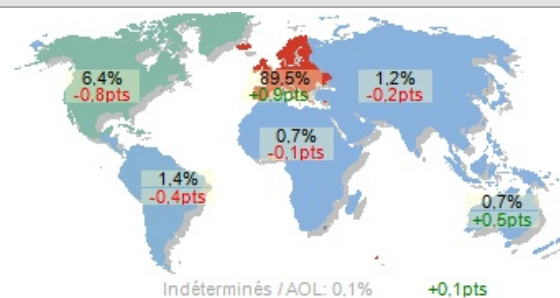 6,4%
-0,8pts
89,5%
+0,9pts
1,2%
-0,2pts
0,7%
-0,1pts
1,4%
-0,4pts
0,7%
+0,5pts
Indéterminés / AOL: 0,1% +0,1pts